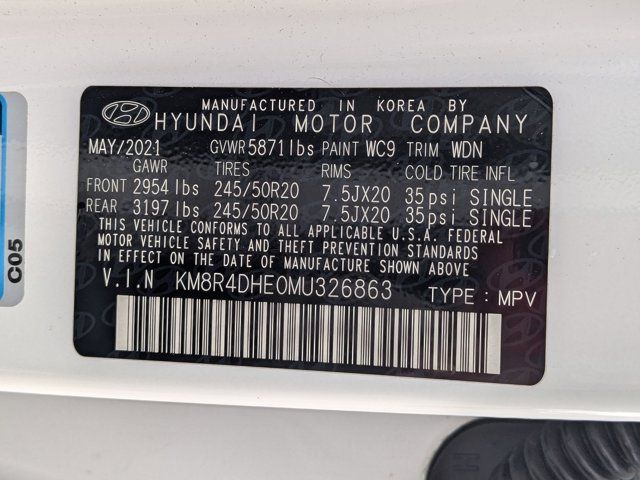 MANUFACTURED IN KOREA BY
HYUNDAI MOTOR COMPANY
MAY/2021 GVWR 5871lbs PAINT WC9 TRIM WDN
GAWR TIRES RIMS COLD TIRE INFL
FRONT 2954lbs 245/50R20 7.5JX20 35psi SINGLE
REAR 3197lbs 245/50R20 7.5JX20 35psi SINGLE
THIS VEHICLE CONFORMS TO ALL APPLICABLE U.S.A. FEDERAL
MOTOR VEHICLE SAFETY AND THEFT PREVENTION STANDARDS
IN EFFECT ON THE DATE OF MANUFACTURE SHOWN ABOVE.
V.I.N KM8R4DHE0MU326863 TYPE : MPV
C05